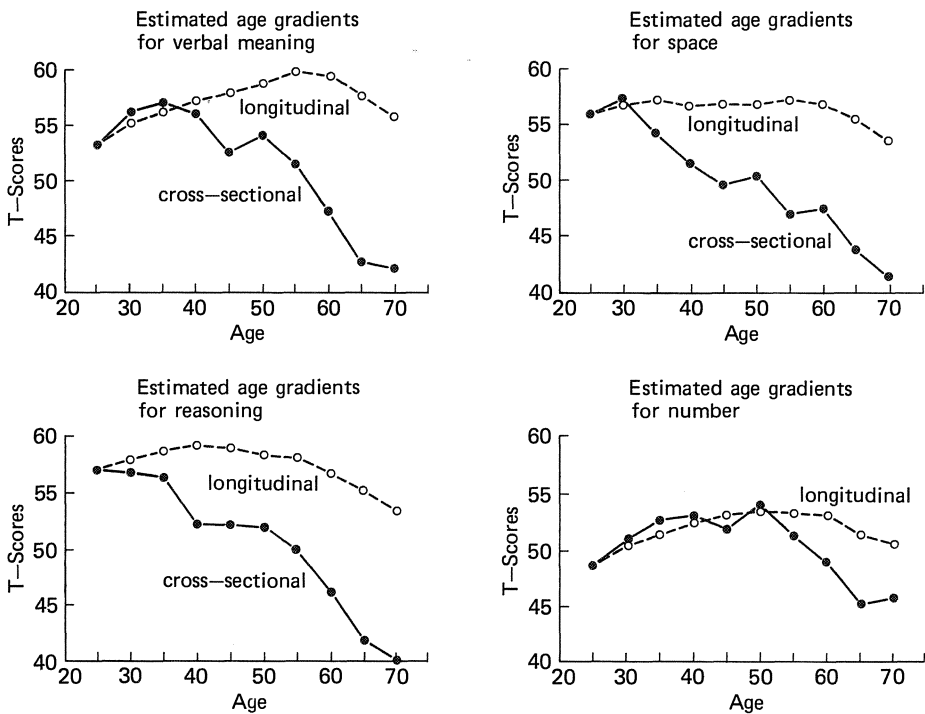 Estimated age gradients
for verbal meaning
60
55
50
45
40
T—Scores
longitudinal
cross—sectional
20 30 40 50 60 70
Age
Estimated age gradients
for space
60
55
50
45
40
T—Scores
longitudinal
cross—sectional
20 30 40 50 60 70
Age
Estimated age gradients
for reasoning
60
55
50
45
40
T—Scores
longitudinal
cross—sectional
20 30 40 50 60 70
Age
Estimated age gradients
for number
60
55
50
45
40
T—Scores
longitudinal
20 30 40 50 60 70
Age